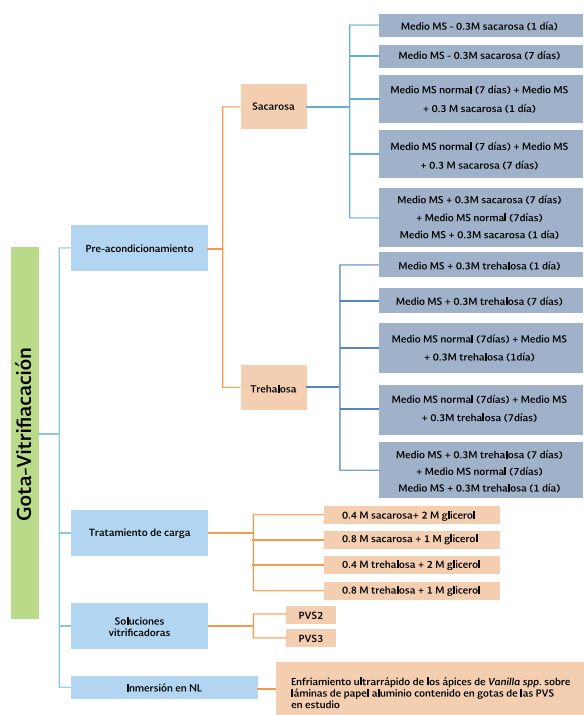 Gota-Vitrifiacación
Pre-acondicionamiento
Sacarosa
Medio MS - 0.3M sacarosa (1 día)
Medio MS - 0.3M sacarosa (7 días)
Medio MS normal (7 días) + Medio MS
+ 0.3 M sacarosa (1 día)
Medio MS normal (7 días) + Medio MS
+ 0.3 M sacarosa (7 días)
Medio MS + 0.3M sacarosa (7 días)
+ Medio MS normal (7días)
Medio MS + 0.3M sacarosa (1 día)
Trehalosa
Medio MS + 0.3M trehalosa (1 día)
Medio MS + 0.3M trehalosa (7 días)
Medio MS normal (7días) + Medio MS
+ 0.3M trehalosa (1día)
Medio MS normal (7días) + Medio MS
+ 0.3M trehalosa (7días)
Medio MS + 0.3M trehalosa (7 días)
+ Medio MS normal (7días)
Medio MS + 0.3M trehalosa (1 día)
Tratamiento de carga
0.4 M sacarosa+ 2 M glicerol
0.8 M sacarosa + 1 M glicerol
0.4 M trehalosa + 2 M glicerol
0.8 M trehalosa + 1 M glicerol
Soluciones
vitrificadoras
PVS2
PVS3
Inmersión en NL
Enfriamiento ultrarrápido de los ápices de Vanilla spp. sobre
láminas de papel aluminio contenido en gotas de las PVS
en estudio